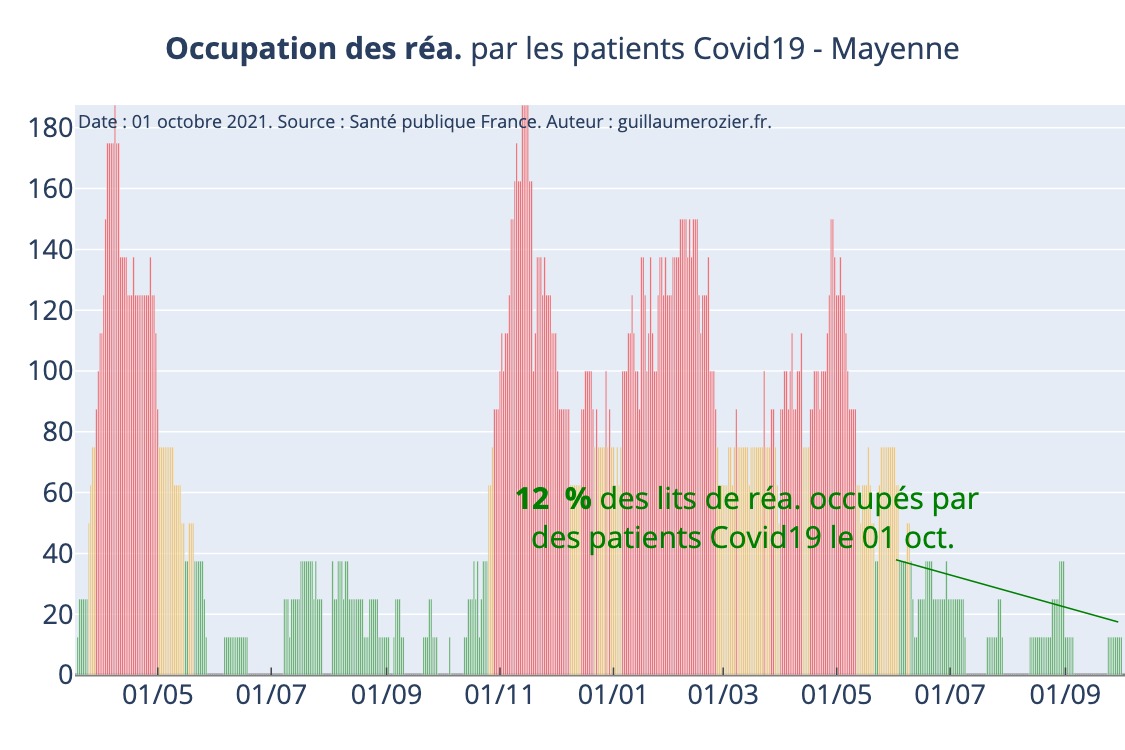 Occupation des réa. par les patients Covid19 - Mayenne
Date : 01 octobre 2021. Source : Santé publique France. Auteur : guillaumerozier.fr.
180
160
140
120
100
80
60
40
20
0
12 % des lits de réa. occupés par
des patients Covid19 le 01 oct.
01/05 01/07 01/09 01/11 01/01 01/03 01/05 01/07 01/09